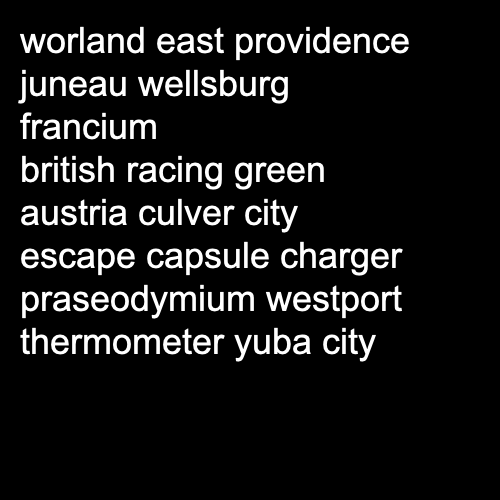 worland east providence
juneau wellsburg
francium
british racing green
austria culver city
escape capsule charger
praseodymium westport
thermometer yuba city